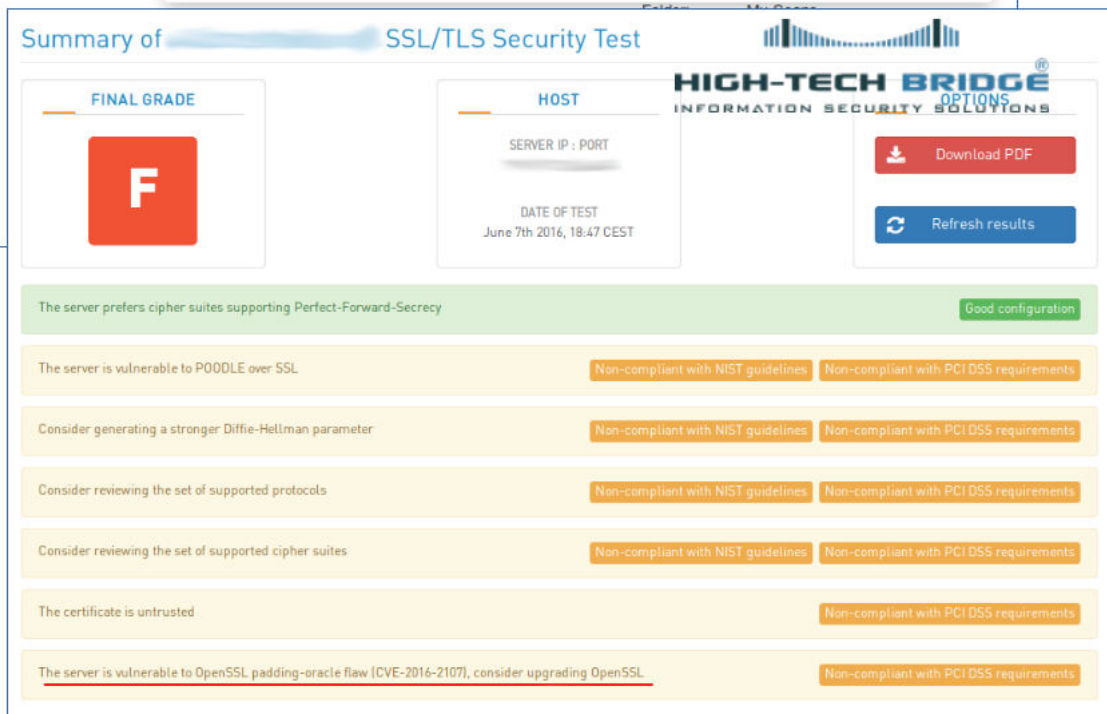 Summary of SSL/TLS Security Test
HIGH-TECH BRIDGE®
INFORMATION SECURITY SOLUTIONS
FINAL GRADE
F
HOST
SERVER IP : PORT
DATE OF TEST
June 7th 2016, 18:47 CEST
OPTIONS
Download PDF
Refresh results
The server prefers cipher suites supporting Perfect-Forward-Secrecy Good configuration
The server is vulnerable to POODLE over SSL Non-compliant with NIST guidelines Non-compliant with PCI DSS requirements
Consider generating a stronger Diffie-Hellman parameter Non-compliant with NIST guidelines Non-compliant with PCI DSS requirements
Consider reviewing the set of supported protocols Non-compliant with NIST guidelines Non-compliant with PCI DSS requirements
Consider reviewing the set of supported cipher suites Non-compliant with NIST guidelines Non-compliant with PCI DSS requirements
The certificate is untrusted Non-compliant with PCI DSS requirements
The server is vulnerable to OpenSSL padding-oracle flaw (CVE-2016-2107), consider upgrading OpenSSL Non-compliant with PCI DSS requirements